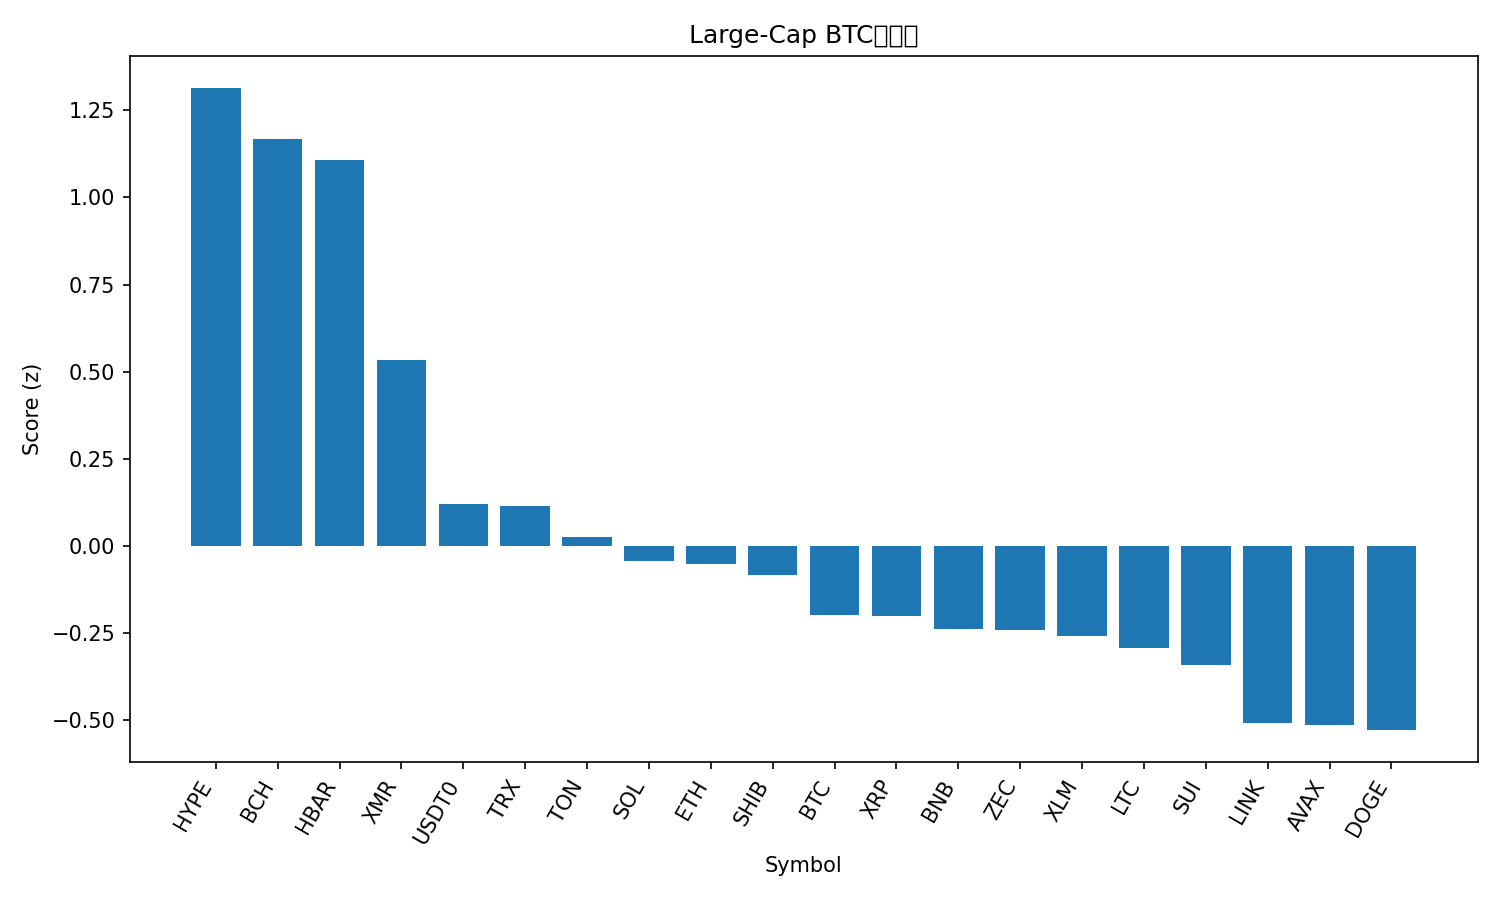 Large-Cap BTC
Score (z)
1.25
1.00
0.75
0.50
0.25
0.00
−0.25
−0.50
HYPE
BCH
HBAR
XMR
USDT0
TRX
TON
SOL
ETH
SHIB
BTC
XRP
BNB
ZEC
XLM
LTC
SUI
LINK
AVAX
DOGE
Symbol